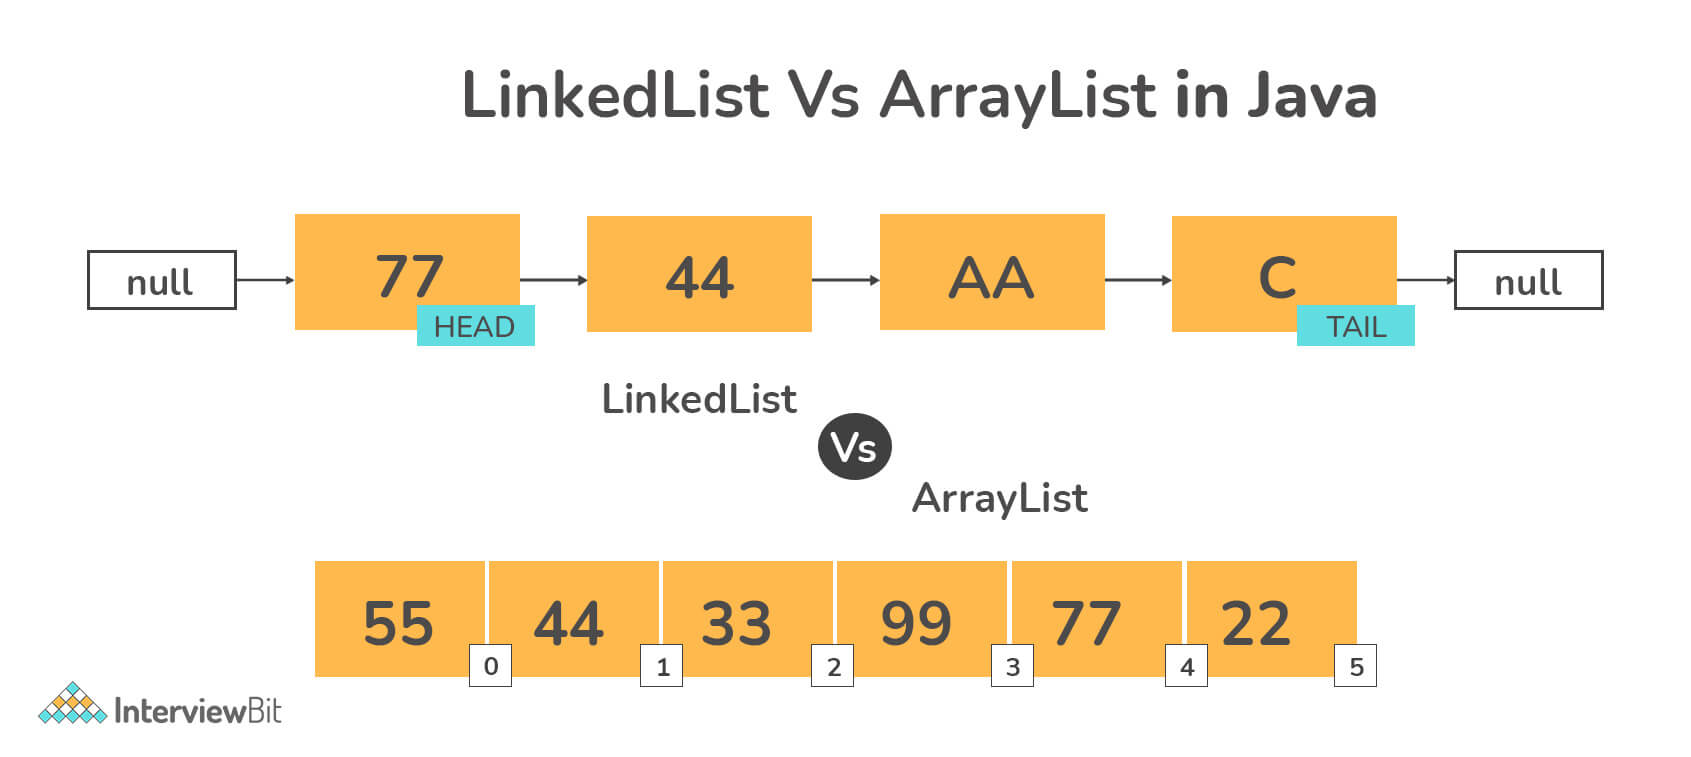 LinkedList Vs ArrayList in Java
null 77 44 AA C null
HEAD TAIL
LinkedList
Vs
ArrayList
55 44 33 99 77 22
0 1 2 3 4 5
InterviewBit